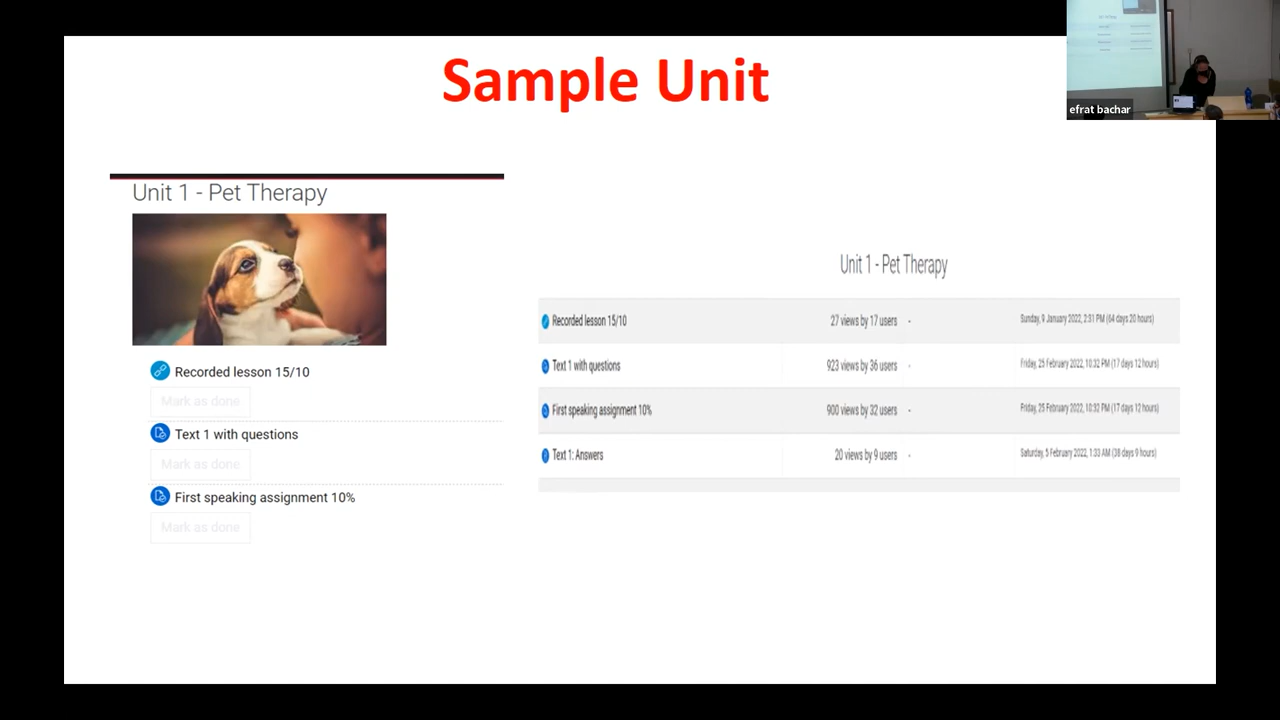 Sample Unit
efrat bachar
Unit 1 - Pet Therapy
Recorded lesson 15/10
Mark as done
Text 1 with questions
Mark as done
First speaking assignment 10%
Mark as done
Unit 1 - Pet Therapy
Recorded lesson 15/10 27 views by 17 users - Sunday, 9 January 2022, 2:31 PM (64 days 20 hours)
Text 1 with questions 923 views by 36 users - Friday, 25 February 2022, 10:32 PM (17 days 12 hours)
First speaking assignment 10% 900 views by 32 users - Friday, 25 February 2022, 10:32 PM (17 days 12 hours)
Text 1: Answers 20 views by 9 users - Saturday, 5 February 2022, 1:33 AM (38 days 9 hours)